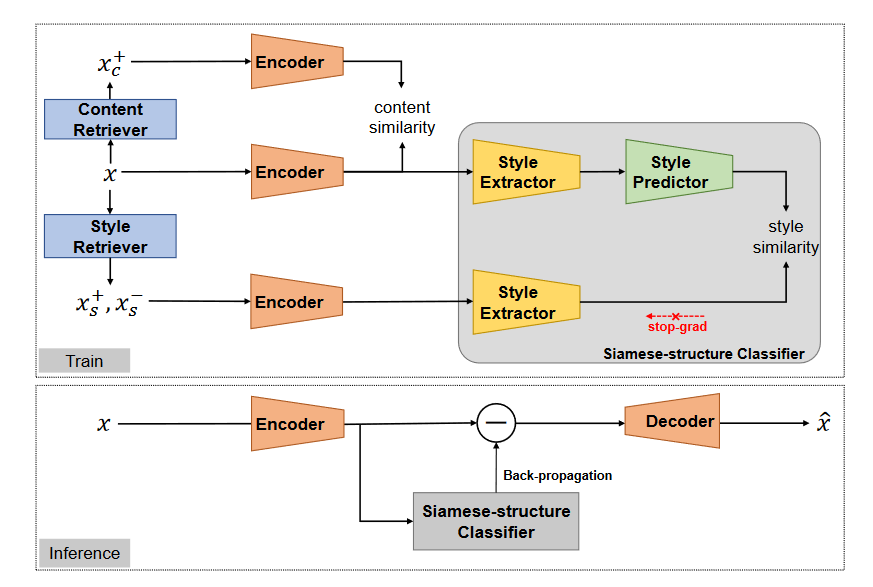 x_c^+
Encoder
Content
Retriever
content
similarity
x
Encoder
Style
Extractor
Style
Predictor
Style
Retriever
style
similarity
x_s^+, x_s^-
Encoder
Style
Extractor
stop-grad
Siamese-structure Classifier
Train
x
Encoder
−
Decoder
x̂
Back-propagation
Siamese-structure
Classifier
Inference